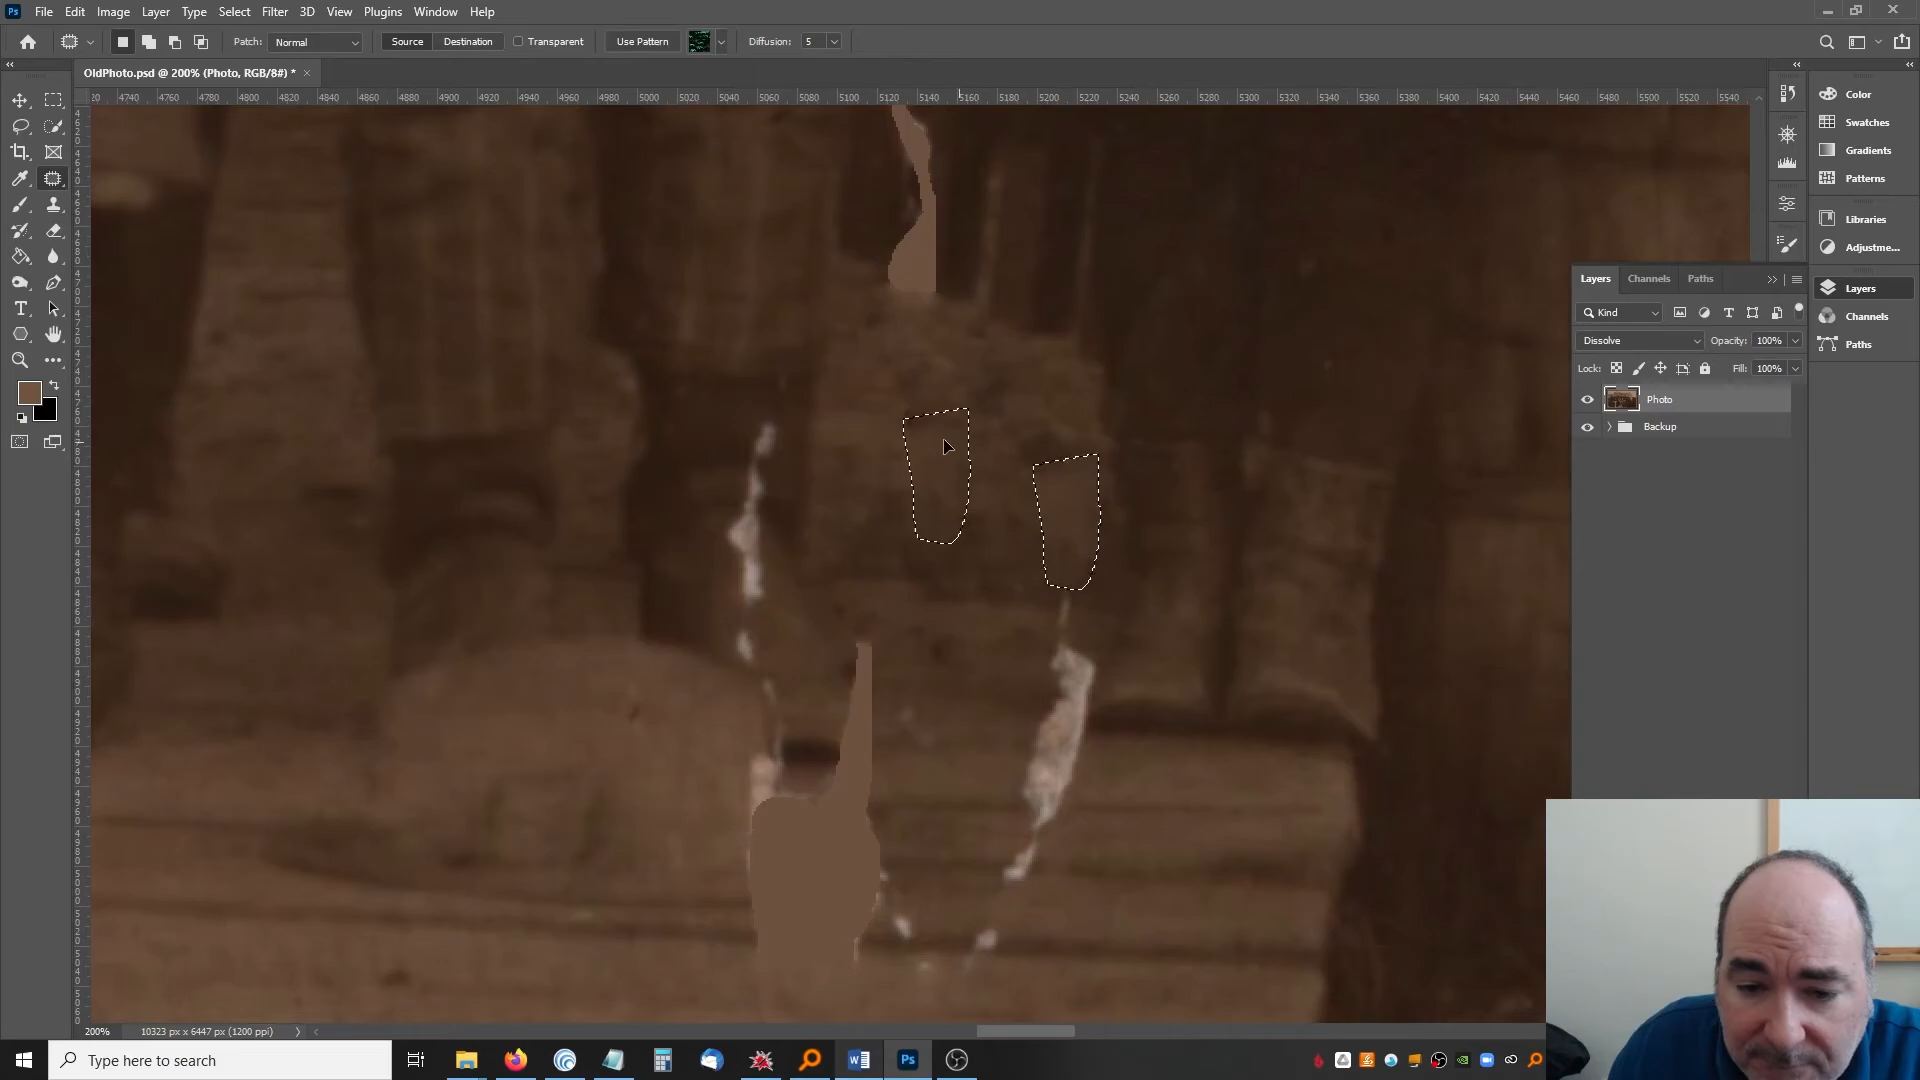 Ps File Edit Image Layer Type Select Filter 3D View Plugins Window Help
Patch: Normal Source Destination Transparent Use Pattern Diffusion: 5
OldPhoto.psd @ 200% (Photo, RGB/8#) * ×
20 4740 4760 4780 4800 4820 4840 4860 4880 4900 4920 4940 4960 4980 5000 5020 5040 5060 5080 5100 5120 5140 5160 5180 5200 5220 5240 5260 5280 5300 5320 5340 5360 5380 5400 5420 5440 5460 5480 5500 5520 5540
Color
Swatches
Gradients
Patterns
Libraries
Adjustme...
Layers
Channels
Paths
Layers Channels Paths
Kind
Dissolve Opacity: 100%
Lock: Fill: 100%
Photo
Backup
200% 10323 px x 6447 px (1200 ppi)
Type here to search